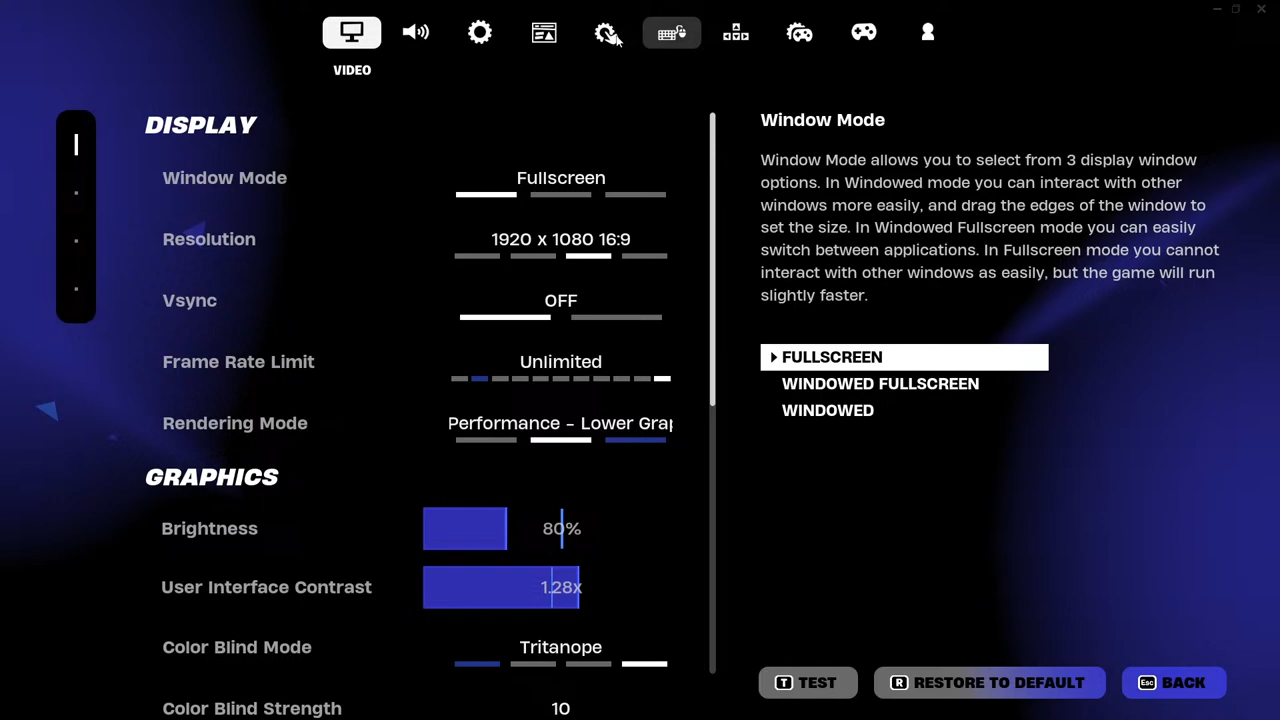 VIDEO
DISPLAY
Window Mode
Fullscreen
Resolution
1920 x 1080 16:9
Vsync
OFF
Frame Rate Limit
Unlimited
Rendering Mode
Performance - Lower Grap
GRAPHICS
Brightness
80%
User Interface Contrast
1.28x
Color Blind Mode
Tritanope
Color Blind Strength
10
Window Mode
Window Mode allows you to select from 3 display window
options. In Windowed mode you can interact with other
windows more easily, and drag the edges of the window to
set the size. In Windowed Fullscreen mode you can easily
switch between applications. In Fullscreen mode you cannot
interact with other windows as easily, but the game will run
slightly faster.
FULLSCREEN
WINDOWED FULLSCREEN
WINDOWED
T TEST
R RESTORE TO DEFAULT
Esc BACK